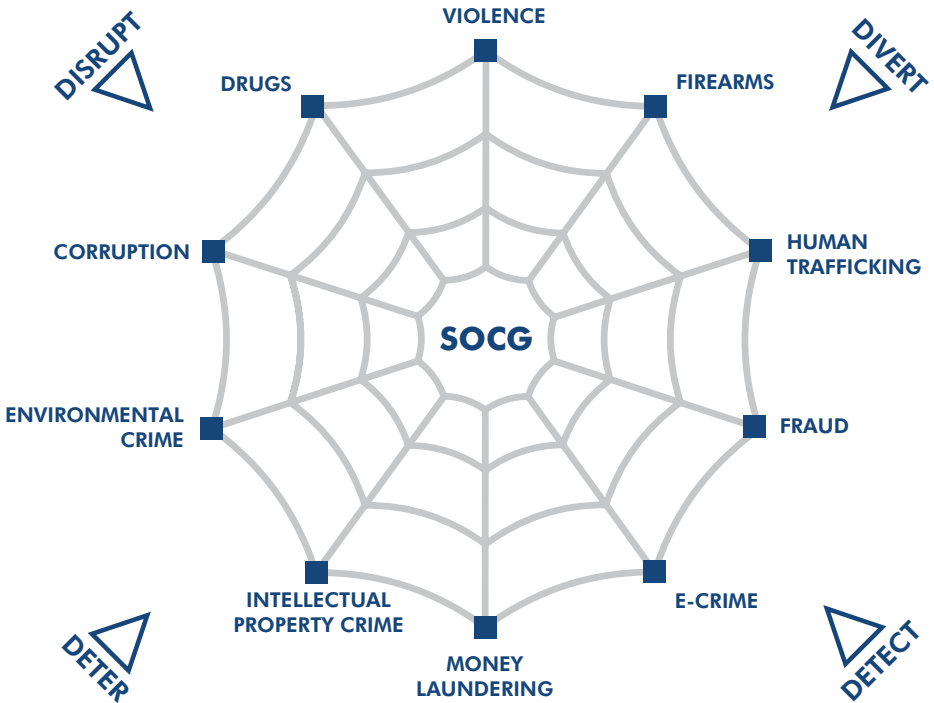 VIOLENCE
DISRUPT
DIVERT
DRUGS
FIREARMS
CORRUPTION
HUMAN
TRAFFICKING
SOCG
ENVIRONMENTAL
CRIME
FRAUD
INTELLECTUAL
PROPERTY CRIME
E-CRIME
MONEY
LAUNDERING
DETER
DETECT